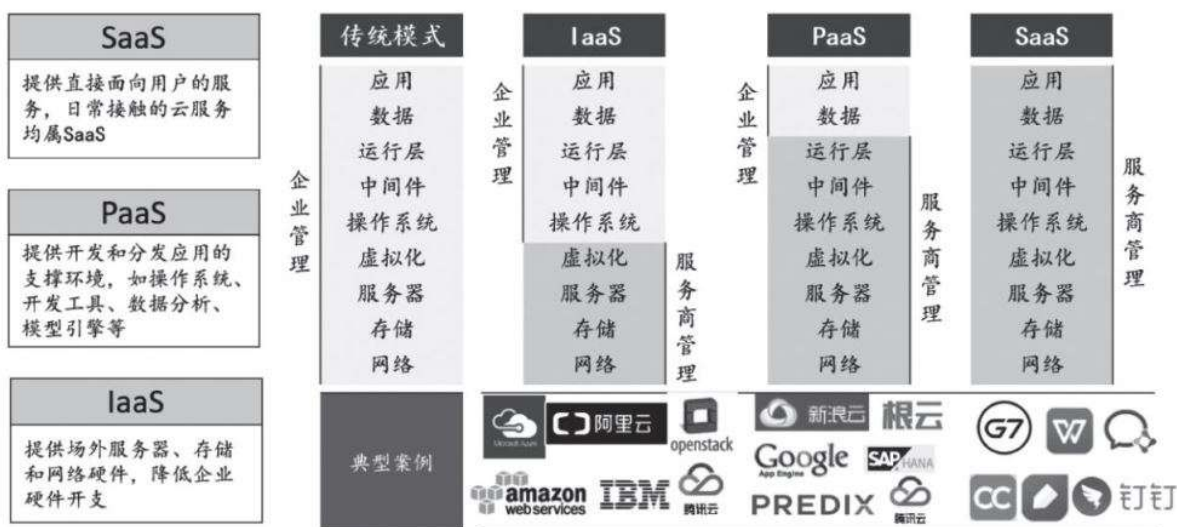 SaaS
提供直接面向用户的服
务，日常接触的云服务
均属SaaS
PaaS
提供开发和分发应用的
支撑环境，如操作系统、
开发工具、数据分析、
模型引擎等
IaaS
提供场外服务器、存储
和网络硬件，降低企业
硬件开支
传统模式
企业管理
应用
数据
运行层
中间件
操作系统
虚拟化
服务器
存储
网络
IaaS
企业管理
应用
数据
运行层
中间件
操作系统
虚拟化
服务器
存储
网络
服务商管理
PaaS
企业管理
应用
数据
运行层
中间件
操作系统
虚拟化
服务器
存储
网络
服务商管理
SaaS
应用
数据
运行层
中间件
操作系统
虚拟化
服务器
存储
网络
服务商管理
典型案例
Microsoft Azure
阿里云
openstack
amazon
webservices
IBM
腾讯云
新浪云
根云
Google
App Engine
SAP HANA
PREDIX
腾讯云
G7
W
CC
钉钉